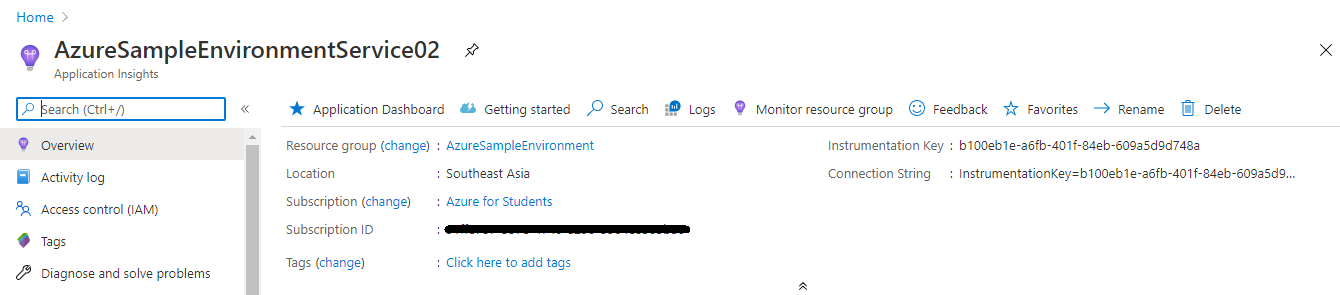 Home >
AzureSampleEnvironmentService02
Application Insights
Search (Ctrl+/)
«
Application Dashboard Getting started Search Logs Monitor resource group Feedback Favorites Rename Delete
Overview
Activity log
Access control (IAM)
Tags
Diagnose and solve problems
Resource group (change) : AzureSampleEnvironment
Location : Southeast Asia
Subscription (change) : Azure for Students
Subscription ID :
Tags (change) : Click here to add tags
Instrumentation Key : b100eb1e-a6fb-401f-84eb-609a5d9d748a
Connection String : InstrumentationKey=b100eb1e-a6fb-401f-84eb-609a5d9...